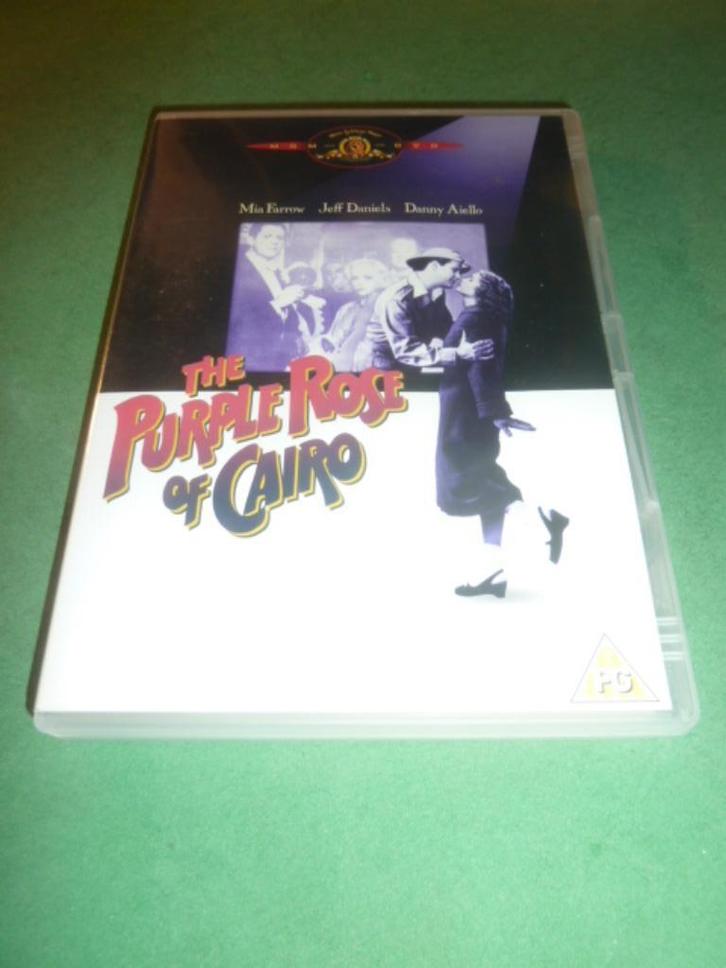 MGM DVD
Mia Farrow Jeff Daniels Danny Aiello
THE
PURPLE ROSE
OF CAIRO
PG